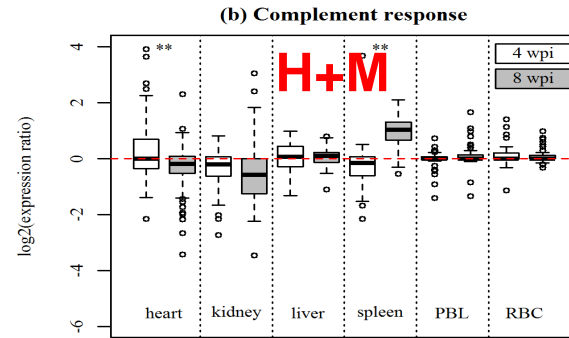 (b) Complement response
** **
H+M
4 wpi
8 wpi
log2(expression ratio)
4
2
0
-2
-4
-6
heart kidney liver spleen PBL RBC